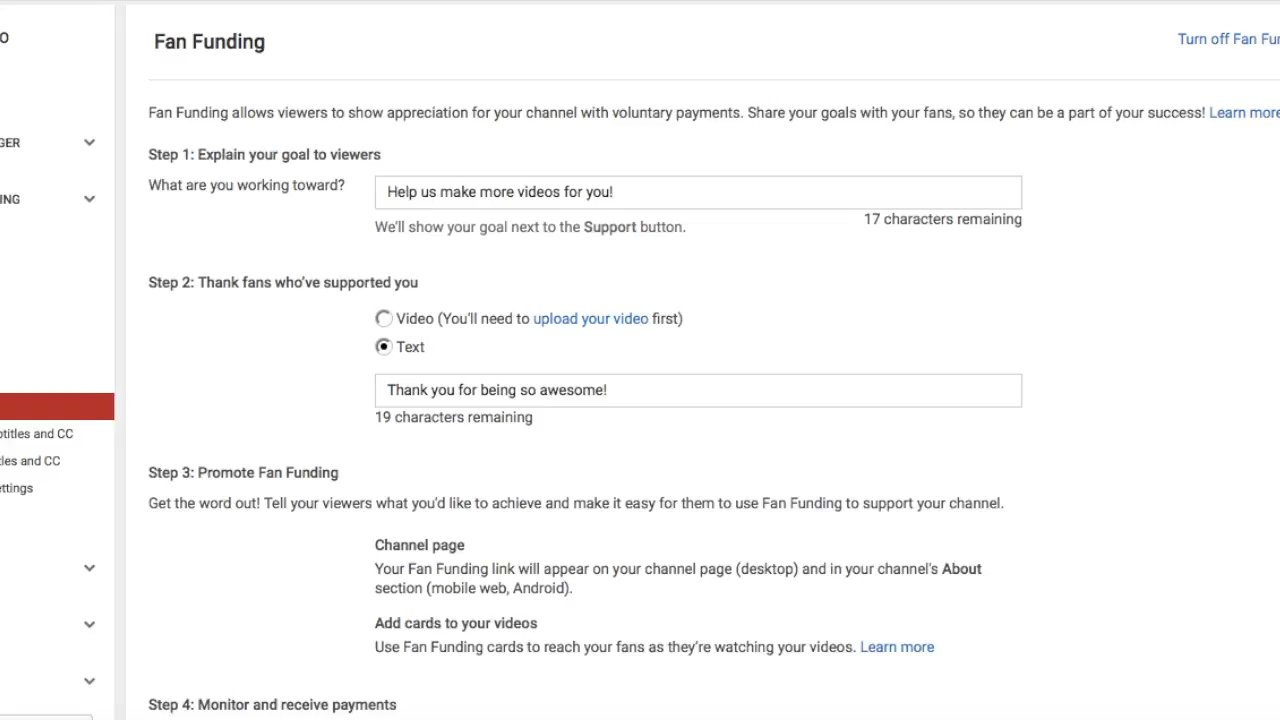 O
Fan Funding
Turn off Fan Fun
Fan Funding allows viewers to show appreciation for your channel with voluntary payments. Share your goals with your fans, so they can be a part of your success! Learn more
GER
Step 1: Explain your goal to viewers
What are you working toward?
Help us make more videos for you!
ING
17 characters remaining
We'll show your goal next to the Support button.
Step 2: Thank fans who've supported you
Video (You'll need to upload your video first)
Text
Thank you for being so awesome!
19 characters remaining
btitles and CC
tles and CC
ettings
Step 3: Promote Fan Funding
Get the word out! Tell your viewers what you'd like to achieve and make it easy for them to use Fan Funding to support your channel.
Channel page
Your Fan Funding link will appear on your channel page (desktop) and in your channel's About
section (mobile web, Android).
Add cards to your videos
Use Fan Funding cards to reach your fans as they're watching your videos. Learn more
Step 4: Monitor and receive payments